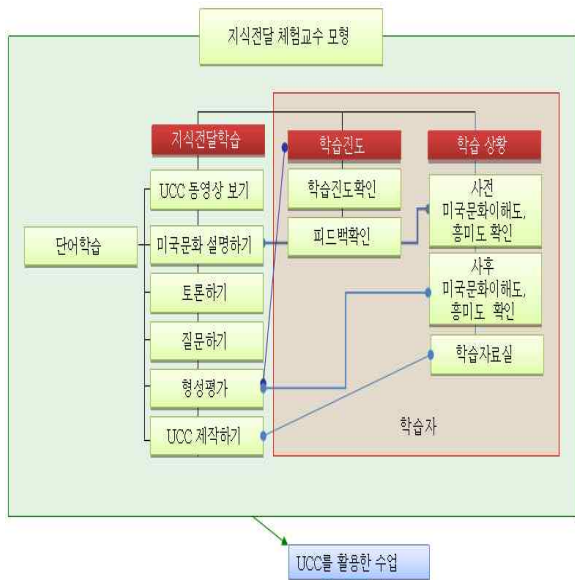 지식전달 체험교수 모형
지식전달학습
학습진도
학습 상황
UCC 동영상 보기
학습진도확인
사전
미국문화이해도,
흥미도 확인
단어학습
미국문화 설명하기
피드백확인
토론하기
사후
미국문화이해도,
흥미도 확인
질문하기
학습자료실
형성평가
학습자
UCC 제작하기
UCC를 활용한 수업